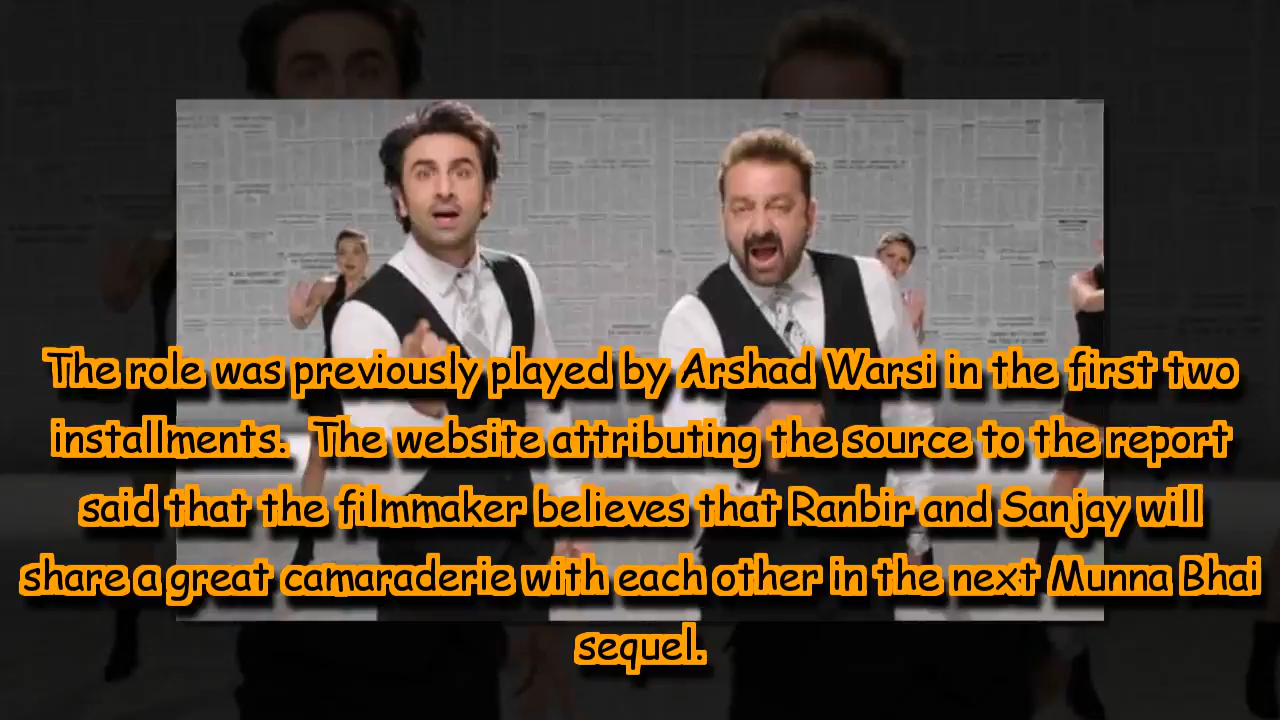 The role was previously played by Arshad Warsi in the first two
installments.  The website attributing the source to the report
said that the filmmaker believes that Ranbir and Sanjay will
share a great camaraderie with each other in the next Munna Bhai
sequel.